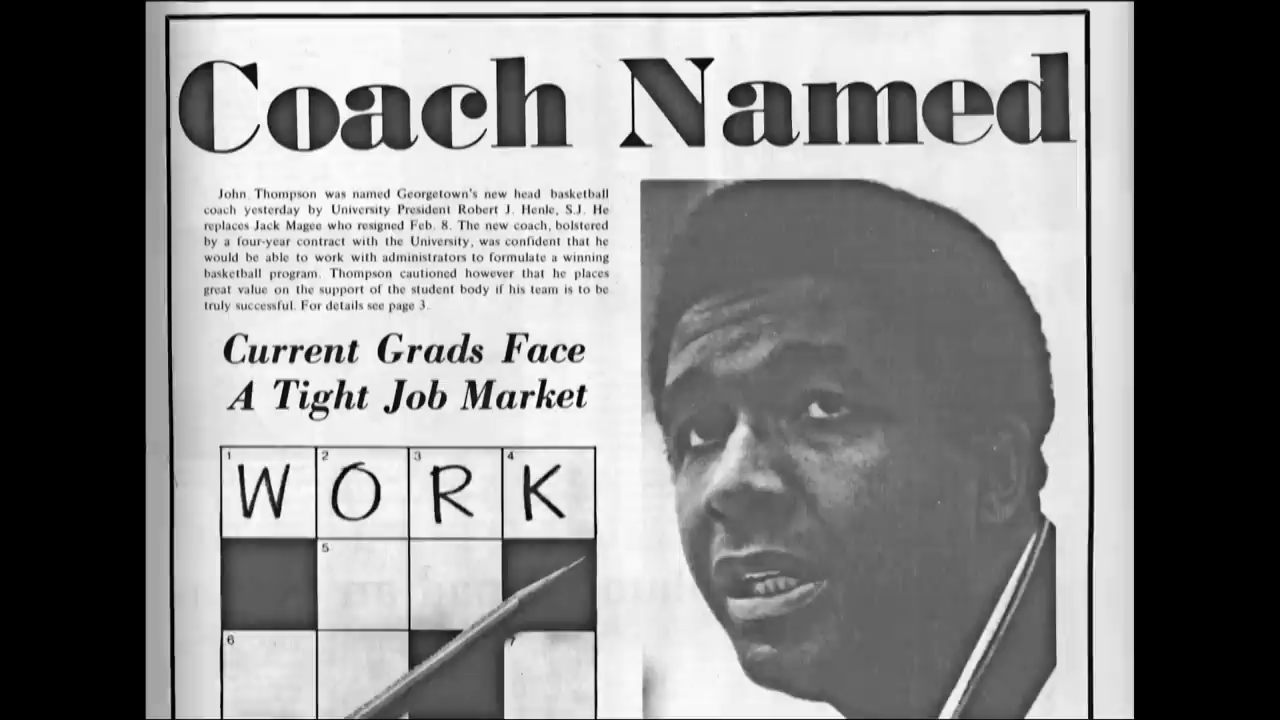 Coach Named
John Thompson was named Georgetown's new head basketball
coach yesterday by University President Robert J. Henle, S.J. He
replaces Jack Magee who resigned Feb. 8. The new coach, bolstered
by a four-year contract with the University, was confident that he
would be able to work with administrators to formulate a winning
basketball program. Thompson cautioned however that he places
great value on the support of the student body if his team is to be
truly successful. For details see page 3.
Current Grads Face
A Tight Job Market
1 2 3 4
W O R K
5
6 7